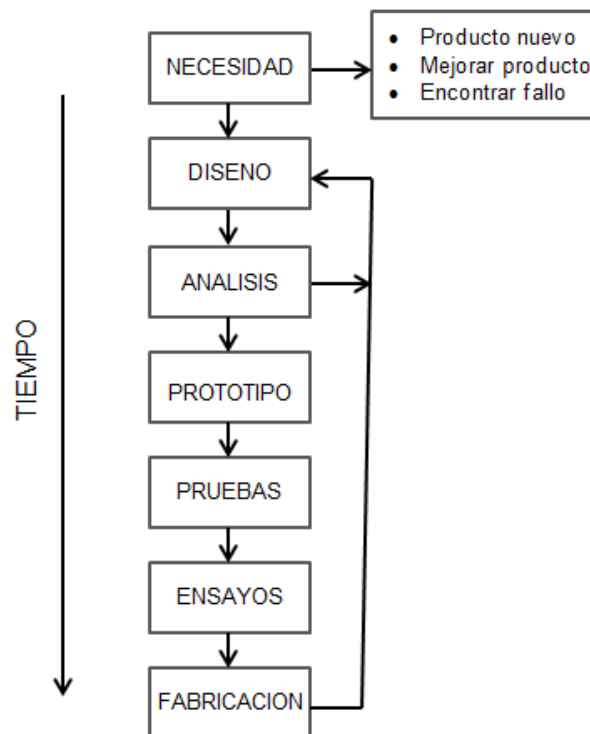 NECESIDAD
• Producto nuevo
• Mejorar producto
• Encontrar fallo
DISENO
ANALISIS
TIEMPO
PROTOTIPO
PRUEBAS
ENSAYOS
FABRICACION